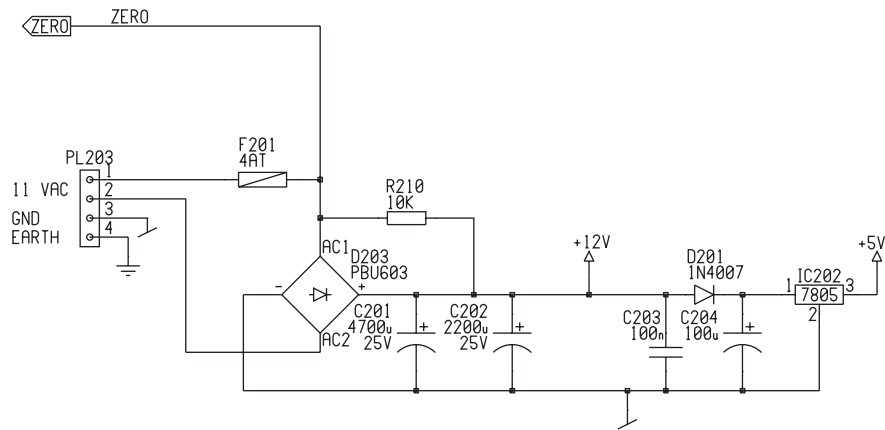 ZERO
ZERO
F201
4AT
PL203
1
11 VAC
2
GND
3
EARTH
4
R210
10K
AC1
D203
PBU603
-
+
AC2
C201
4700u
25V
+
C202
2200u
25V
+
+12V
C203
100n
D201
1N4007
C204
100u
+
IC202
1
7805
3
2
+5V